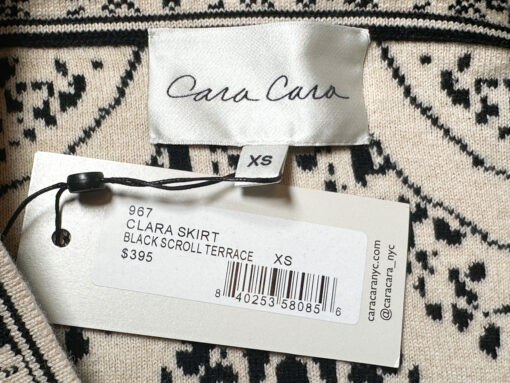 Cara Cara
XS
967
CLARA SKIRT
BLACK SCROLL TERRACE XS
$395
8 40253 58085 6
caracaranyc.com
@caracara_nyc